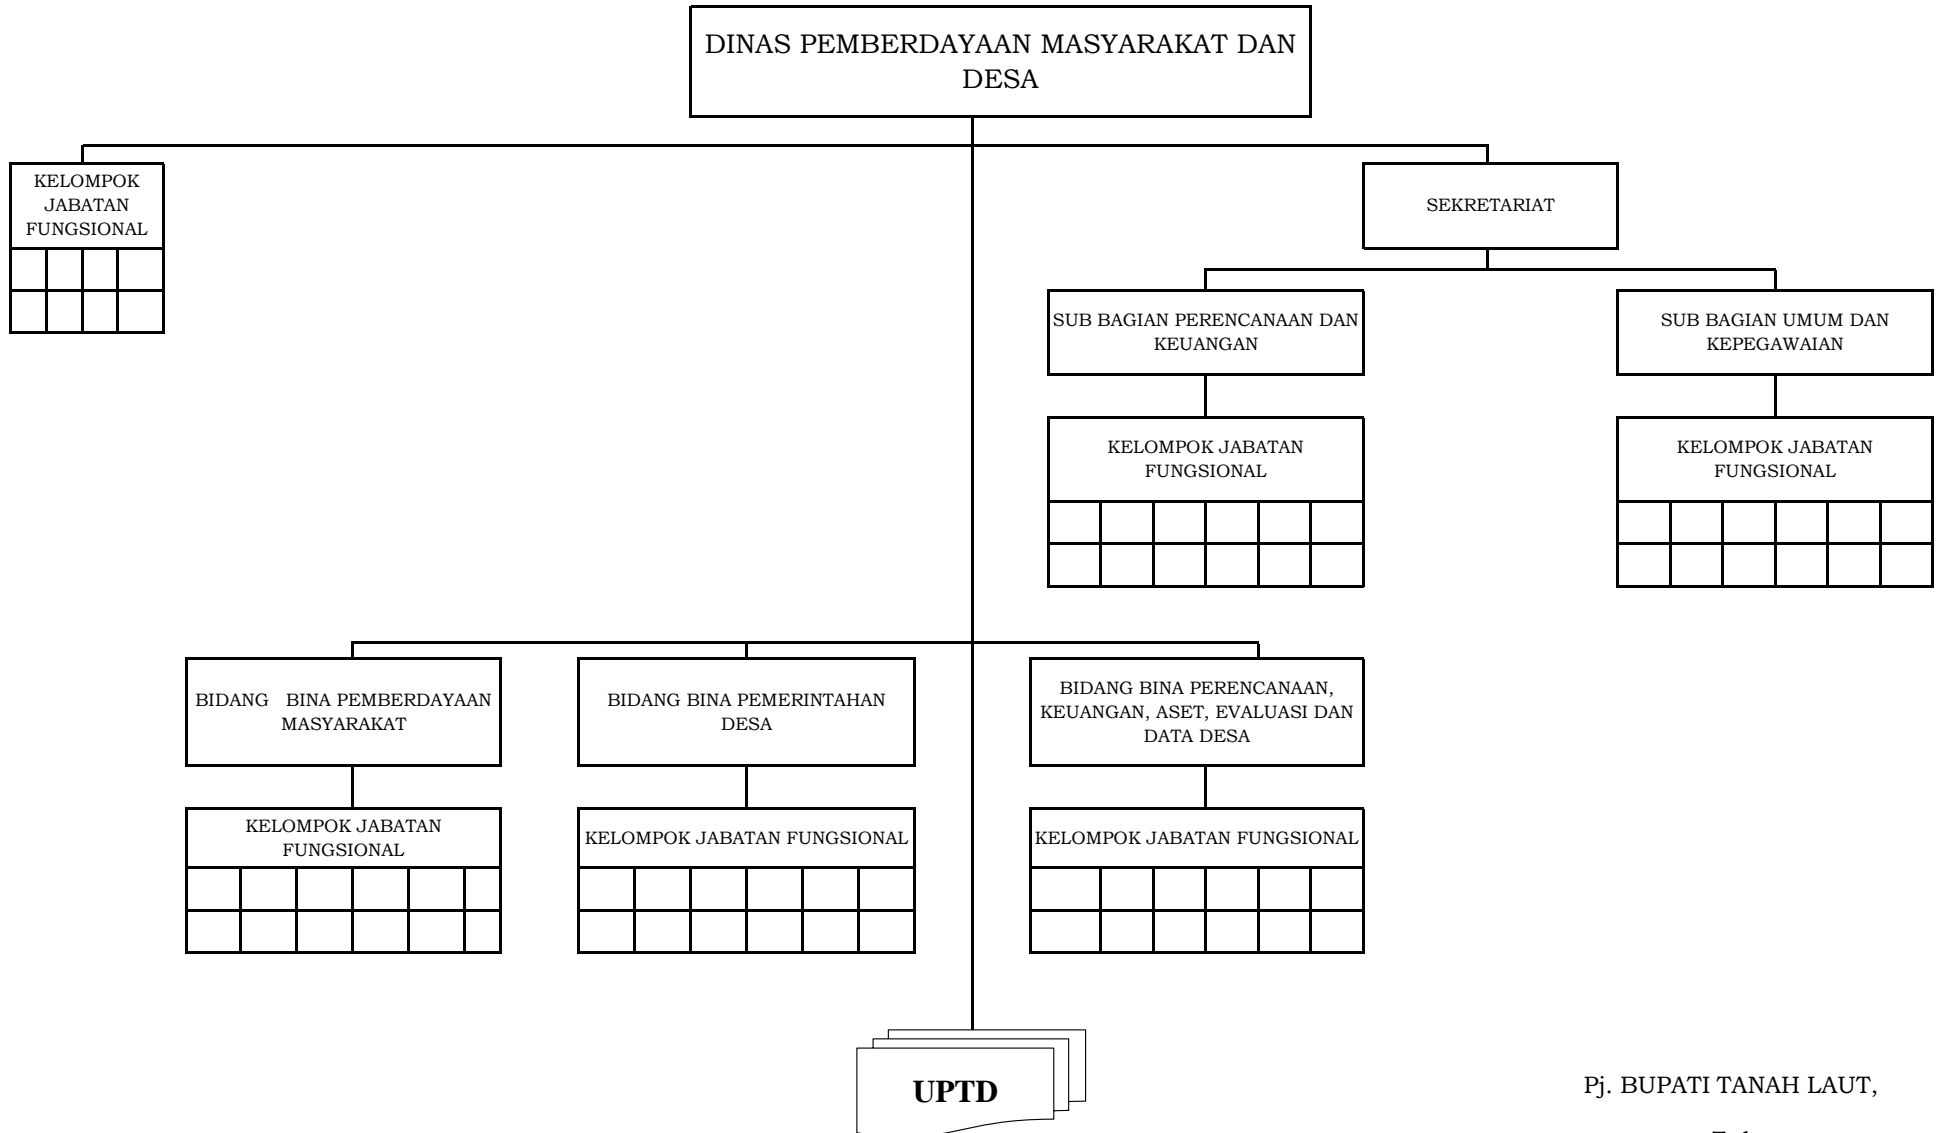 DINAS PEMBERDAYAAN MASYARAKAT DAN
DESA
KELOMPOK
JABATAN
FUNGSIONAL
SEKRETARIAT
SUB BAGIAN PERENCANAAN DAN
KEUANGAN
SUB BAGIAN UMUM DAN
KEPEGAWAIAN
KELOMPOK JABATAN
FUNGSIONAL
KELOMPOK JABATAN
FUNGSIONAL
BIDANG BINA PEMBERDAYAAN
MASYARAKAT
BIDANG BINA PEMERINTAHAN
DESA
BIDANG BINA PERENCANAAN,
KEUANGAN, ASET, EVALUASI DAN
DATA DESA
KELOMPOK JABATAN
FUNGSIONAL
KELOMPOK JABATAN FUNGSIONAL
KELOMPOK JABATAN FUNGSIONAL
UPTD
Pj. BUPATI TANAH LAUT,